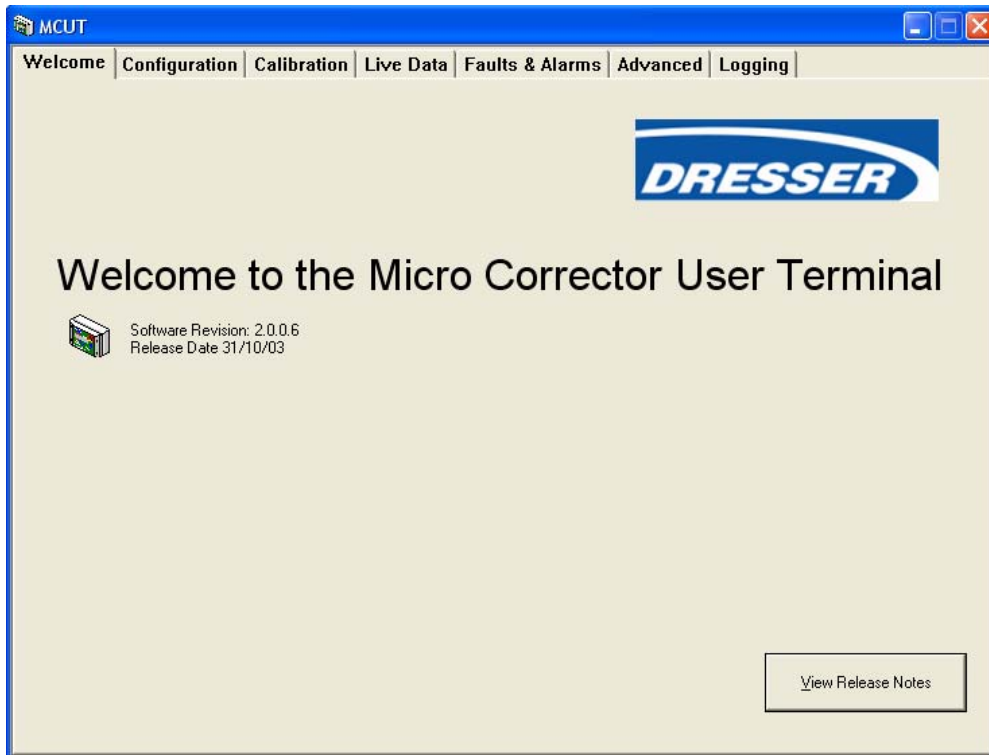 MCUT
Welcome Configuration Calibration Live Data Faults & Alarms Advanced Logging
DRESSER
Welcome to the Micro Corrector User Terminal
Software Revision: 2.0.0.6
Release Date 31/10/03
View Release Notes